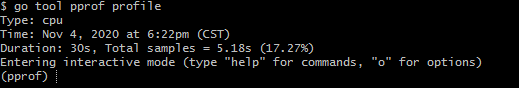 $ go tool pprof profile
Type: cpu
Time: Nov 4, 2020 at 6:22pm (CST)
Duration: 30s, Total samples = 5.18s (17.27%)
Entering interactive mode (type "help" for commands, "o" for options)
(pprof)